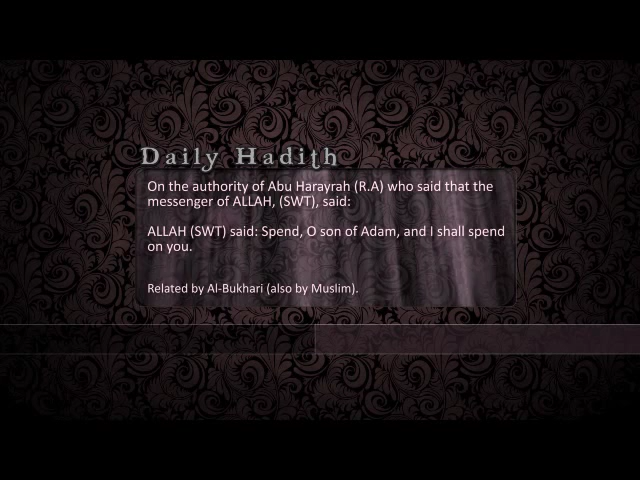 Daily Hadith
On the authority of Abu Harayrah (R.A) who said that the
messenger of ALLAH, (SWT), said:
ALLAH (SWT) said: Spend, O son of Adam, and I shall spend
on you.
Related by Al-Bukhari (also by Muslim).